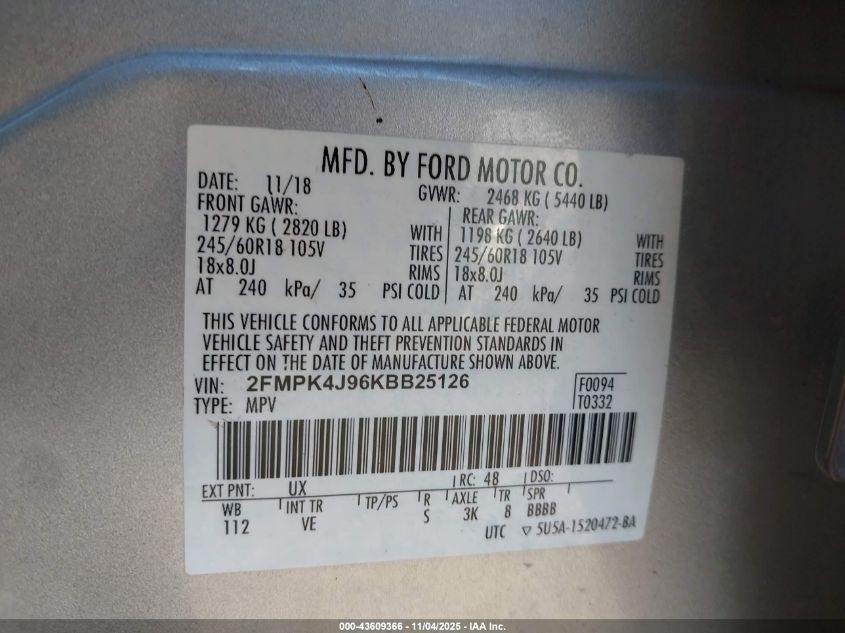 MFD. BY FORD MOTOR CO.
DATE: 11/18 GVWR: 2468 KG ( 5440 LB)
FRONT GAWR: REAR GAWR:
1279 KG ( 2820 LB) WITH 1198 KG ( 2640 LB) WITH
245/60R18 105V TIRES 245/60R18 105V TIRES
18x8.0J RIMS 18x8.0J RIMS
AT 240 kPa/ 35 PSI COLD AT 240 kPa/ 35 PSI COLD
THIS VEHICLE CONFORMS TO ALL APPLICABLE FEDERAL MOTOR
VEHICLE SAFETY AND THEFT PREVENTION STANDARDS IN
EFFECT ON THE DATE OF MANUFACTURE SHOWN ABOVE.
VIN: 2FMPK4J96KBB25126 F0094
TYPE: MPV T0332
EXT PNT: UX RC: 48 DSO:
WB INT TR TP/PS R AXLE TR SPR
112 VE S 3K 8 BBBB
UTC ▽ 5U5A-1520472-BA
000-43609366 - 11/04/2025 - IAA Inc.